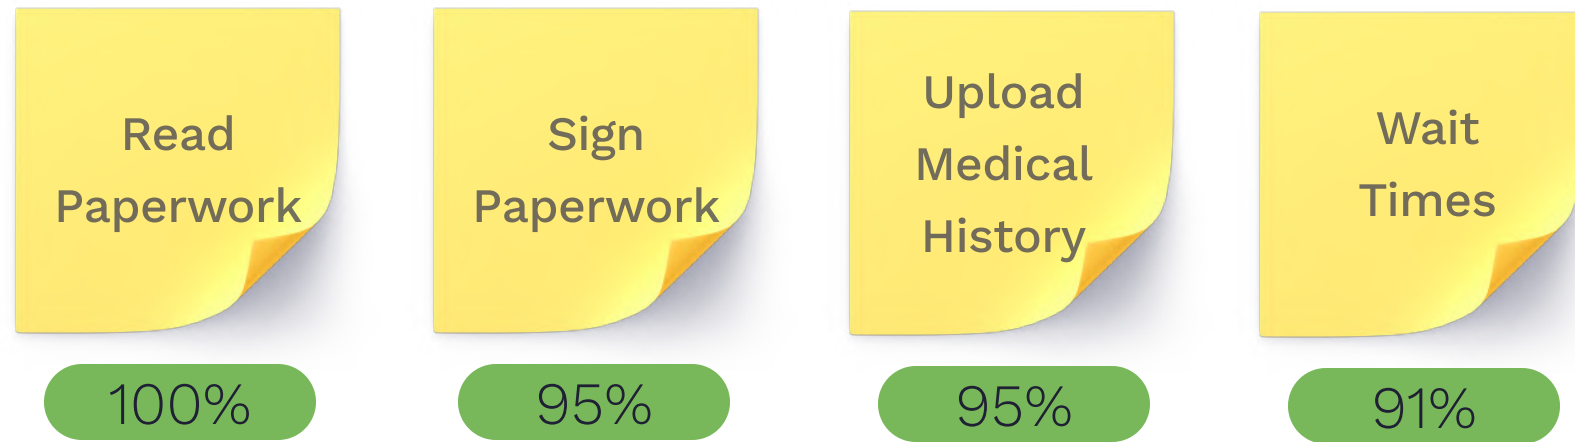 Read
Paperwork
100%
Sign
Paperwork
95%
Upload
Medical
History
95%
Wait
Times
91%